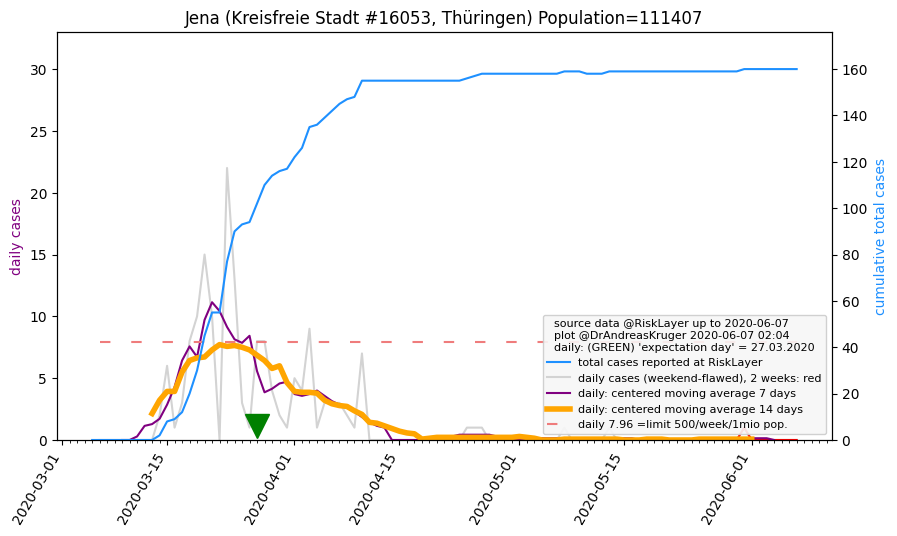 Jena (Kreisfreie Stadt #16053, Thüringen) Population=111407
daily cases
30
25
20
15
10
5
0
cumulative total cases
160
140
120
100
80
60
40
20
0
source data @RiskLayer up to 2020-06-07
plot @DrAndreasKruger 2020-06-07 02:04
daily: (GREEN) 'expectation day' = 27.03.2020
total cases reported at RiskLayer
daily cases (weekend-flawed), 2 weeks: red
daily: centered moving average 7 days
daily: centered moving average 14 days
daily 7.96 =limit 500/week/1mio pop.
2020-03-01
2020-03-15
2020-04-01
2020-04-15
2020-05-01
2020-05-15
2020-06-01